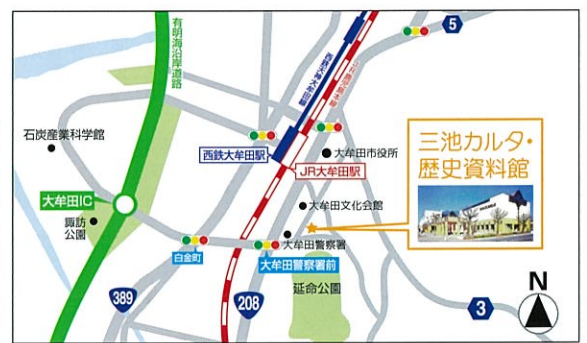 有明海沿岸道路
西鉄天神大牟田線
JR鹿児島本線
5
石炭産業科学館
西鉄大牟田駅
大牟田市役所
JR大牟田駅
三池カルタ・
歴史資料館
大牟田IC
諏訪
公園
大牟田文化会館
白金町
大牟田警察署
大牟田警察署前
延命公園
389
208
3
N